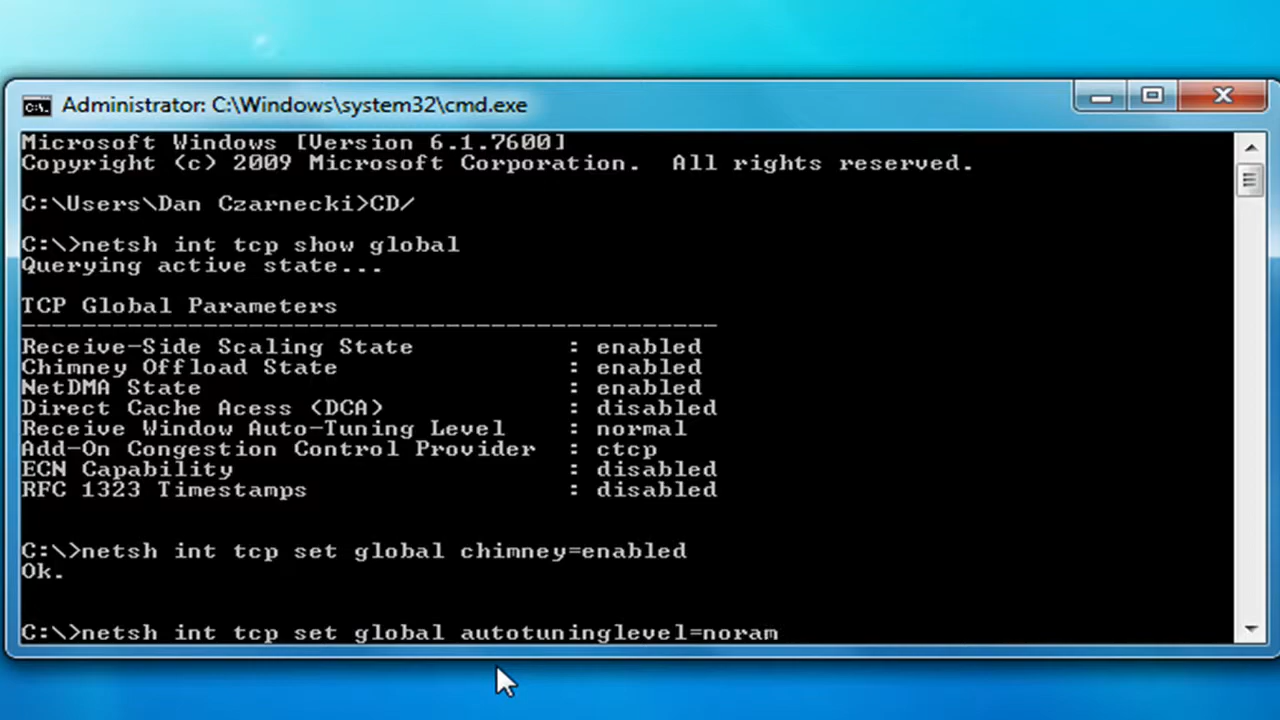 Administrator: C:\Windows\system32\cmd.exe
Microsoft Windows [Version 6.1.7600]
Copyright (c) 2009 Microsoft Corporation.  All rights reserved.
C:\Users\Dan Czarnecki>CD/
C:\>netsh int tcp show global
Querying active state...
TCP Global Parameters
----------------------------------------------
Receive-Side Scaling State          : enabled
Chimney Offload State               : enabled
NetDMA State                        : enabled
Direct Cache Acess (DCA)            : disabled
Receive Window Auto-Tuning Level    : normal
Add-On Congestion Control Provider  : ctcp
ECN Capability                      : disabled
RFC 1323 Timestamps                 : disabled
C:\>netsh int tcp set global chimney=enabled
Ok.
C:\>netsh int tcp set global autotuninglevel=noram